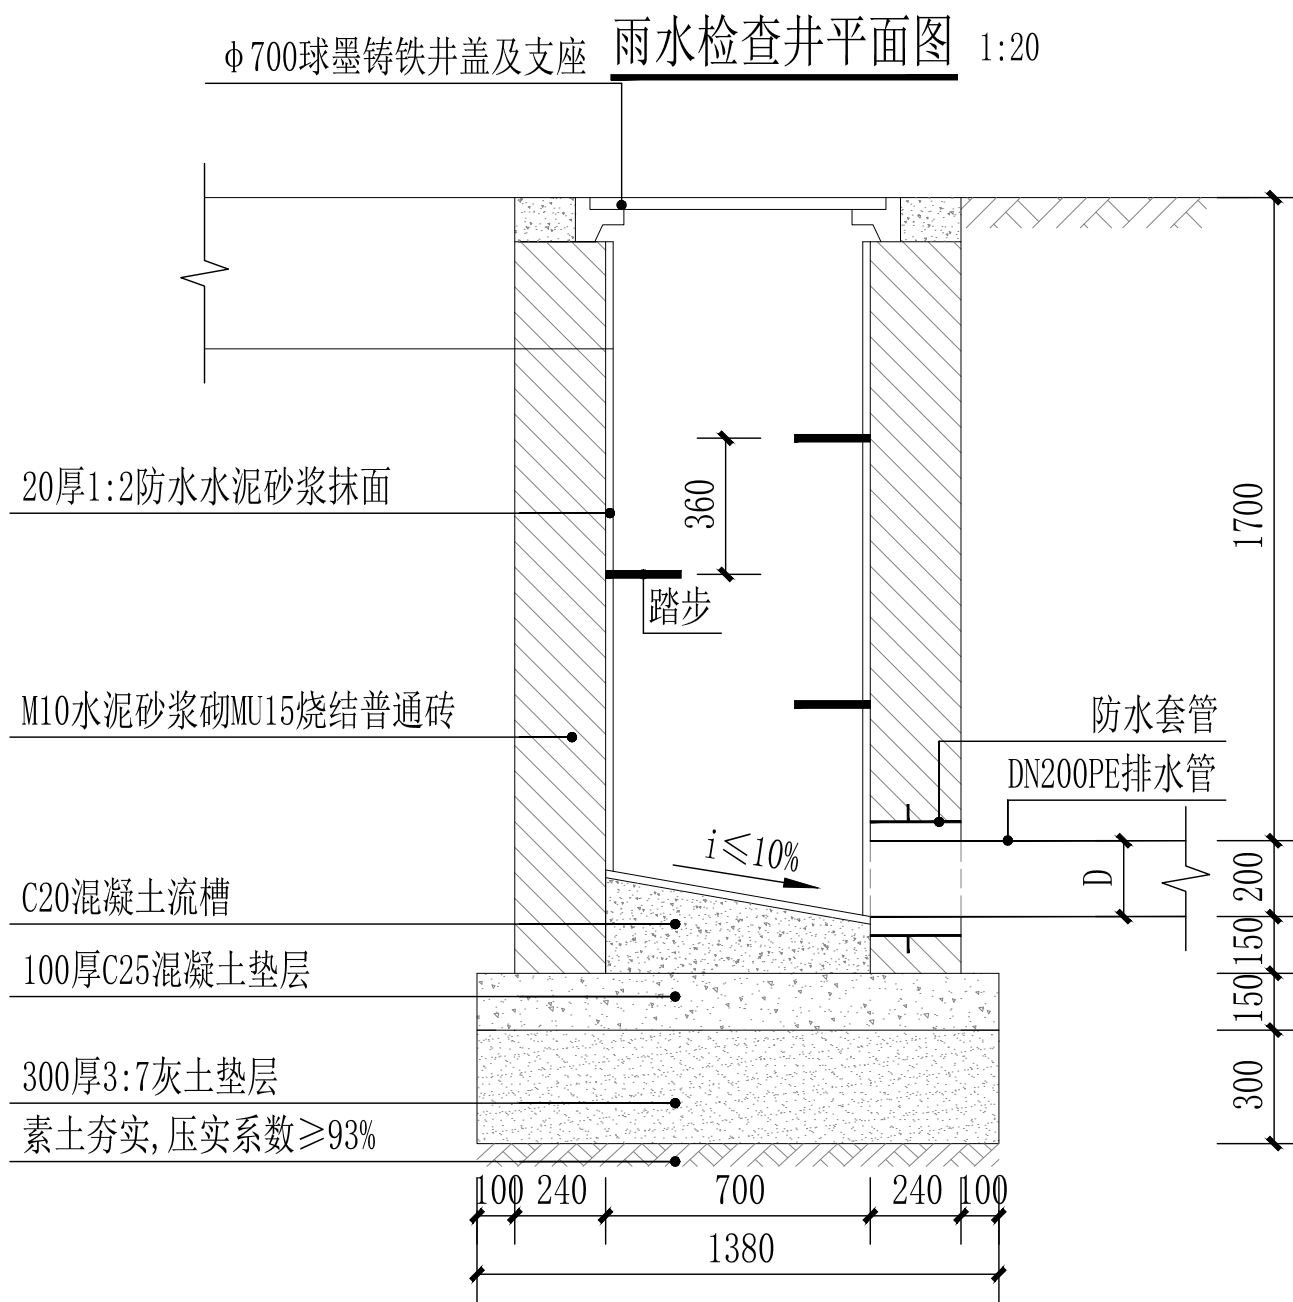 雨水检查井平面图 1:20
φ700球墨铸铁井盖及支座
20厚1:2防水水泥砂浆抹面
360
1700
踏步
M10水泥砂浆砌MU15烧结普通砖
防水套管
DN200PE排水管
i≤10%
D
200
C20混凝土流槽
150
100厚C25混凝土垫层
150
300厚3:7灰土垫层
300
素土夯实,压实系数≥93%
100 240 700 240 100
1380